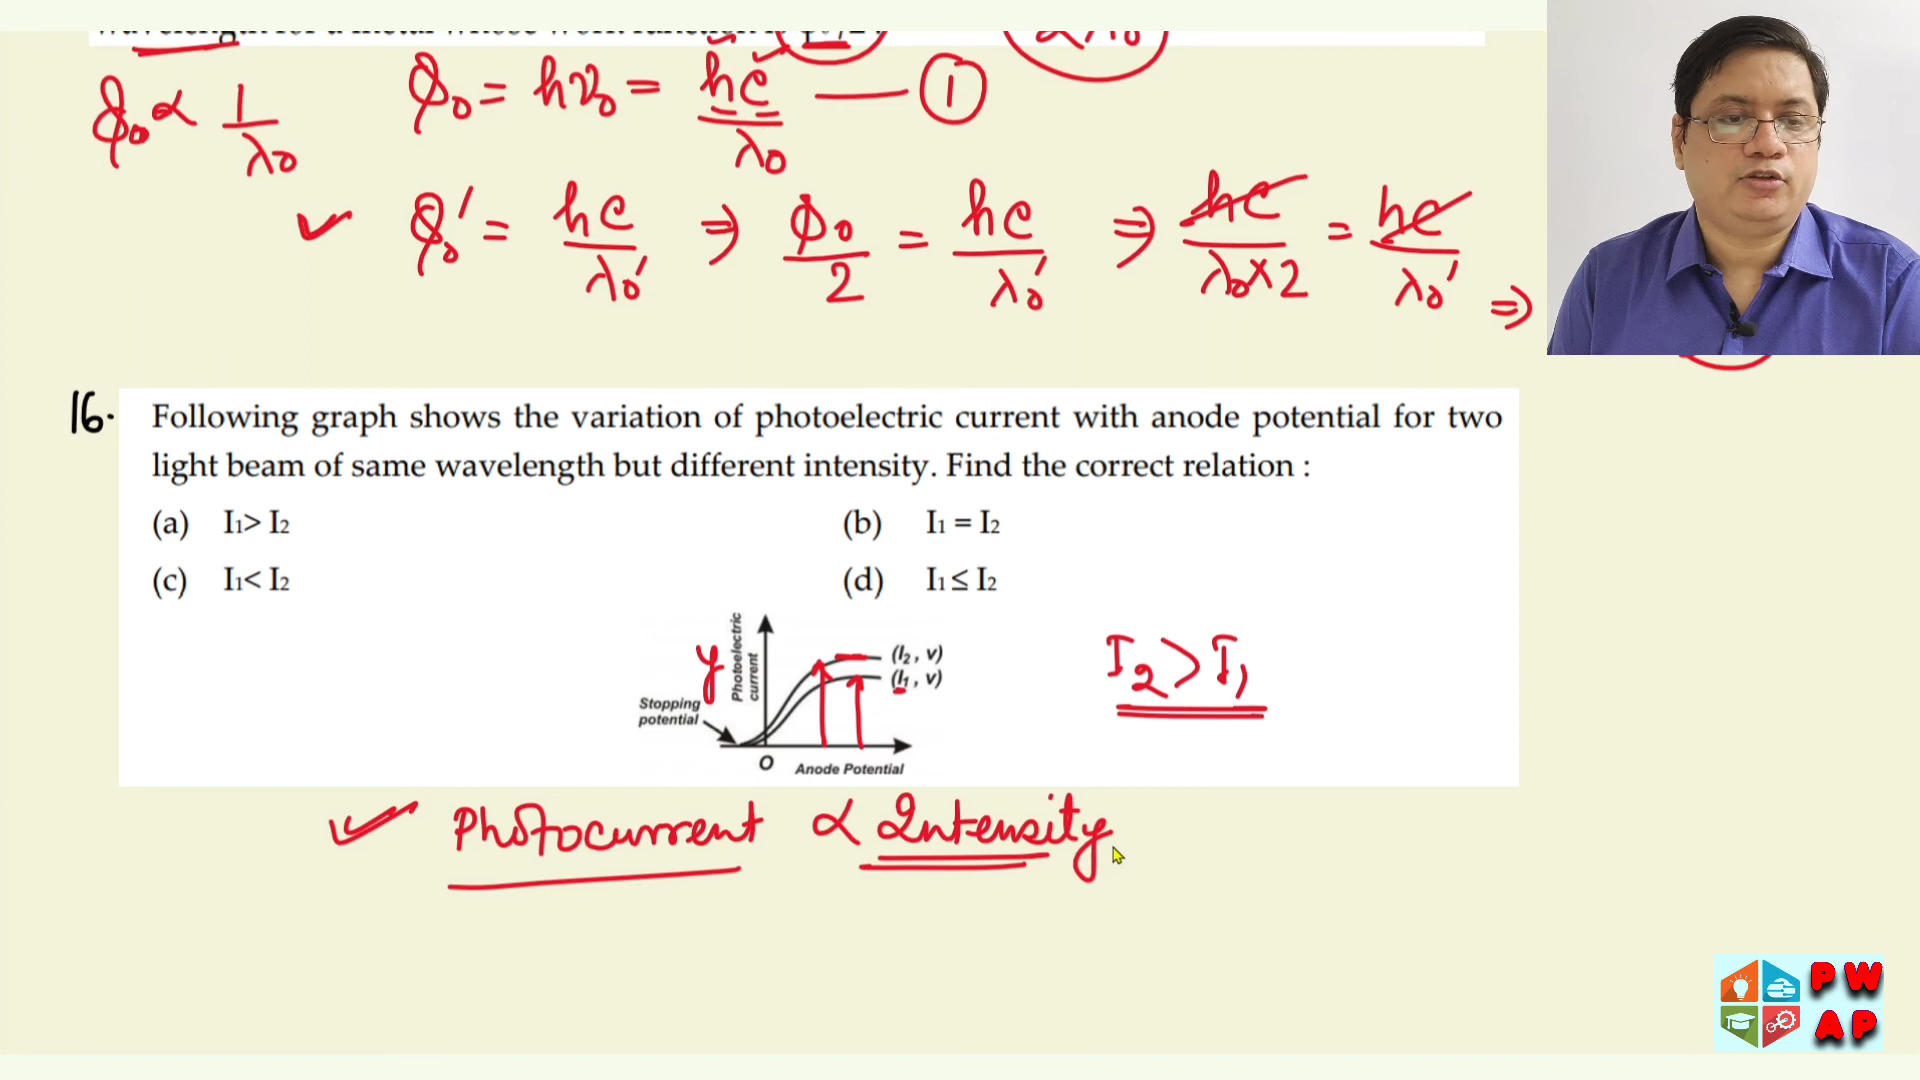 φ₀ ∝ 1/λ₀ φ₀ = hν₀ = hc/λ₀ —— ①
✓ φ₀' = hc/λ₀' ⇒ φ₀/2 = hc/λ₀' ⇒ hc/λ₀×2 = hc/λ₀' ⇒
16. Following graph shows the variation of photoelectric current with anode potential for two
light beam of same wavelength but different intensity. Find the correct relation :
(a) I₁> I₂ (b) I₁ = I₂
(c) I₁< I₂ (d) I₁ ≤ I₂
y
Photoelectric
current
(I₂ , ν)
(I₁ , ν)
Stopping
potential
O Anode Potential
I₂ > I₁
✓ Photocurrent ∝ Intensity
PW
AP